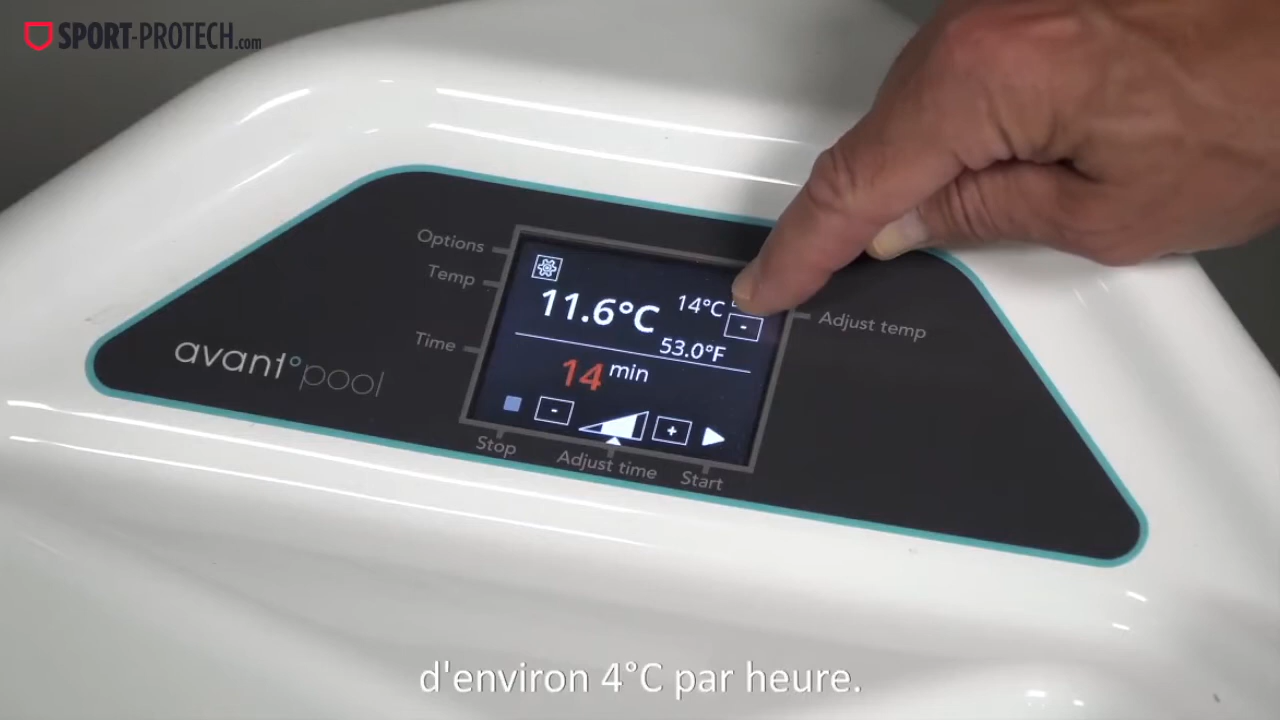 SPORT-PROTECH.com
Options
Temp
Time
avant°pool
11.6°C
14°C
-
53.0°F
14 min
-
+
Stop
Adjust time
Start
Adjust temp
d'environ 4°C par heure.